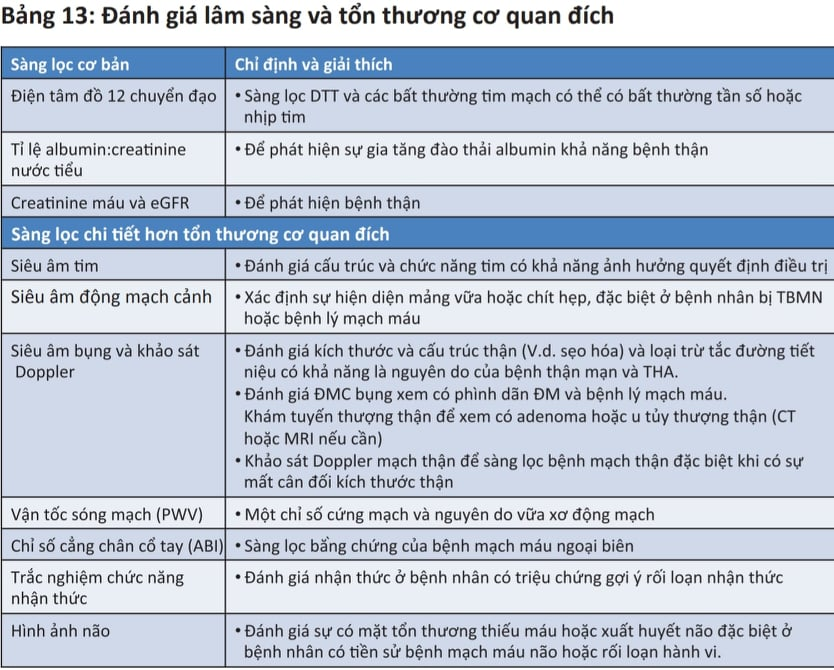 Bảng 13: Đánh giá lâm sàng và tổn thương cơ quan đích
Sàng lọc cơ bản
Chỉ định và giải thích
Điện tâm đồ 12 chuyển đạo
• Sàng lọc DTT và các bất thường tim mạch có thể có bất thường tần số hoặc
nhịp tim
Tỉ lệ albumin:creatinine
nước tiểu
• Để phát hiện sự gia tăng đào thải albumin khả năng bệnh thận
Creatinine máu và eGFR
• Để phát hiện bệnh thận
Sàng lọc chi tiết hơn tổn thương cơ quan đích
Siêu âm tim
• Đánh giá cấu trúc và chức năng tim có khả năng ảnh hưởng quyết định điều trị
Siêu âm động mạch cảnh
• Xác định sự hiện diện mảng vữa hoặc chít hẹp, đặc biệt ở bệnh nhân bị TBMN
hoặc bệnh lý mạch máu
Siêu âm bụng và khảo sát
Doppler
• Đánh giá kích thước và cấu trúc thận (V.d. sẹo hóa) và loại trừ tắc đường tiết
niệu có khả năng là nguyên do của bệnh thận mạn và THA.
• Đánh giá ĐMC bụng xem có phình dãn ĐM và bệnh lý mạch máu.
Khám tuyến thượng thận để xem có adenoma hoặc u tủy thượng thận (CT
hoặc MRI nếu cần)
• Khảo sát Doppler mạch thận để sàng lọc bệnh mạch thận đặc biệt khi có sự
mất cân đối kích thước thận
Vận tốc sóng mạch (PWV)
• Một chỉ số cứng mạch và nguyên do vữa xơ động mạch
Chỉ số cẳng chân cổ tay (ABI)
• Sàng lọc bằng chứng của bệnh mạch máu ngoại biên
Trắc nghiệm chức năng
nhận thức
• Đánh giá nhận thức ở bệnh nhân có triệu chứng gợi ý rối loạn nhận thức
Hình ảnh não
• Đánh giá sự có mặt tổn thương thiếu máu hoặc xuất huyết não đặc biệt ở
bệnh nhân có tiền sử bệnh mạch máu não hoặc rối loạn hành vi.